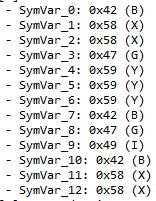 - SymVar_0: 0x42 (B)
- SymVar_1: 0x58 (X)
- SymVar_2: 0x58 (X)
- SymVar_3: 0x47 (G)
- SymVar_4: 0x59 (Y)
- SymVar_5: 0x59 (Y)
- SymVar_6: 0x59 (Y)
- SymVar_7: 0x42 (B)
- SymVar_8: 0x47 (G)
- SymVar_9: 0x49 (I)
- SymVar_10: 0x42 (B)
- SymVar_11: 0x58 (X)
- SymVar_12: 0x58 (X)